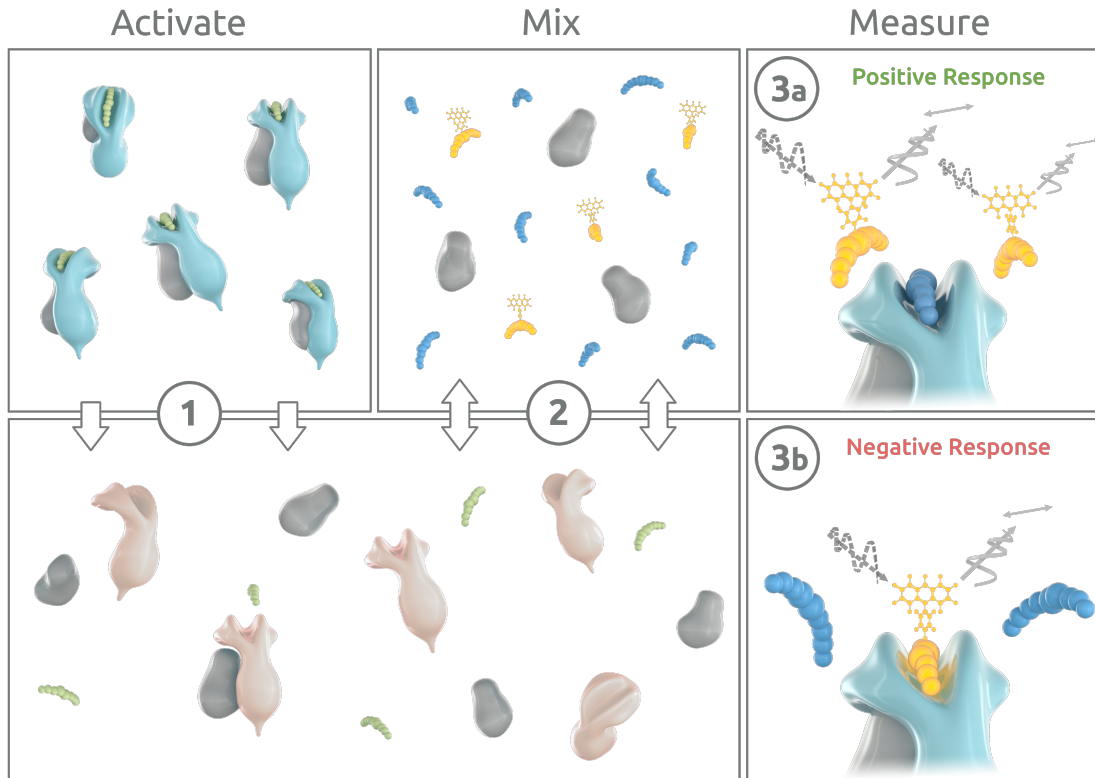 Activate
Mix
Measure
3a
Positive Response
1
2
3b
Negative Response